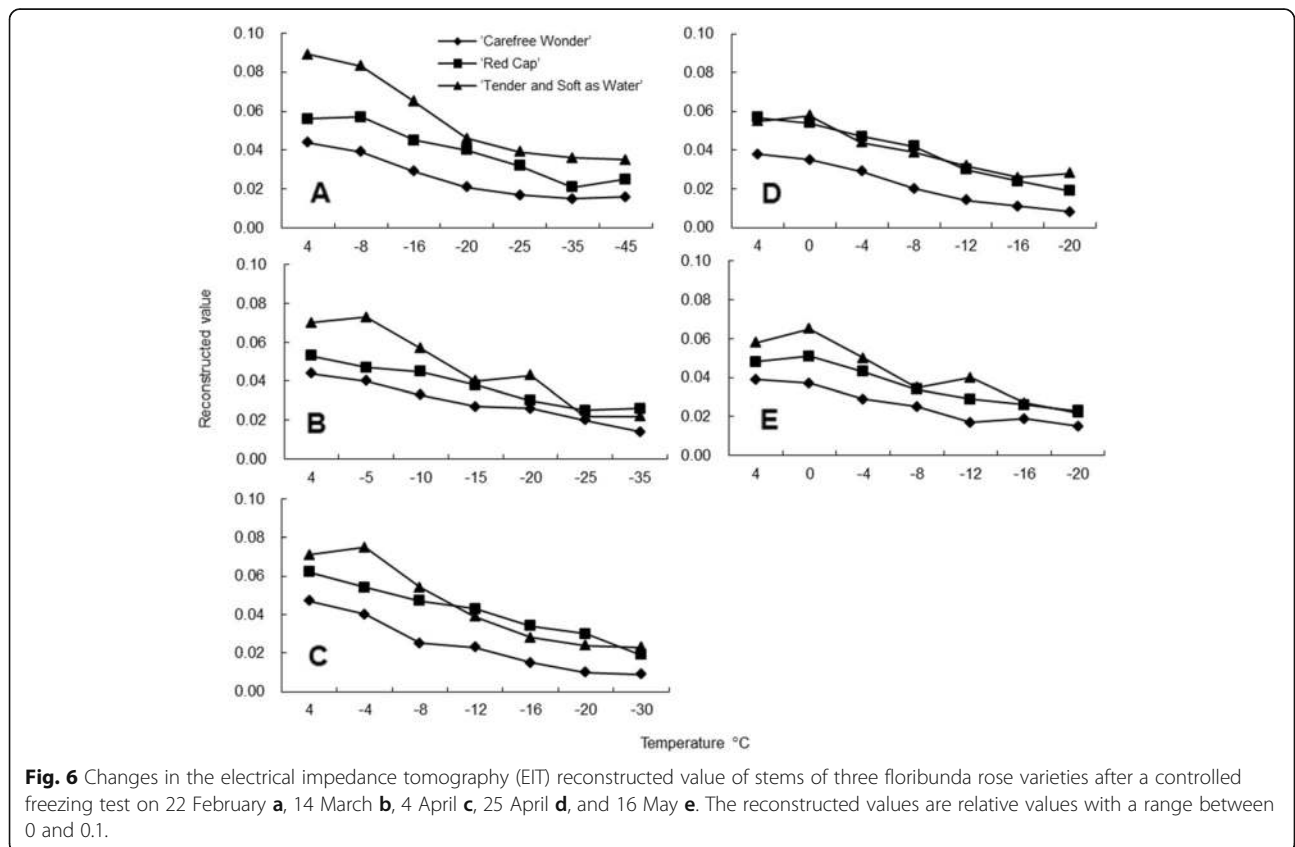 0.10
0.08
0.06
0.04
0.02
0.00
'Carefree Wonder'
'Red Cap'
'Tender and Soft as Water'
A
4 -8 -16 -20 -25 -35 -45
0.10
0.08
0.06
0.04
0.02
0.00
D
4 0 -4 -8 -12 -16 -20
Reconstructed value
0.10
0.08
0.06
0.04
0.02
0.00
B
4 -5 -10 -15 -20 -25 -35
0.10
0.08
0.06
0.04
0.02
0.00
E
4 0 -4 -8 -12 -16 -20
0.10
0.08
0.06
0.04
0.02
0.00
C
4 -4 -8 -12 -16 -20 -30
Temperature °C
Fig. 6 Changes in the electrical impedance tomography (EIT) reconstructed value of stems of three floribunda rose varieties after a controlled
freezing test on 22 February a, 14 March b, 4 April c, 25 April d, and 16 May e. The reconstructed values are relative values with a range between
0 and 0.1.